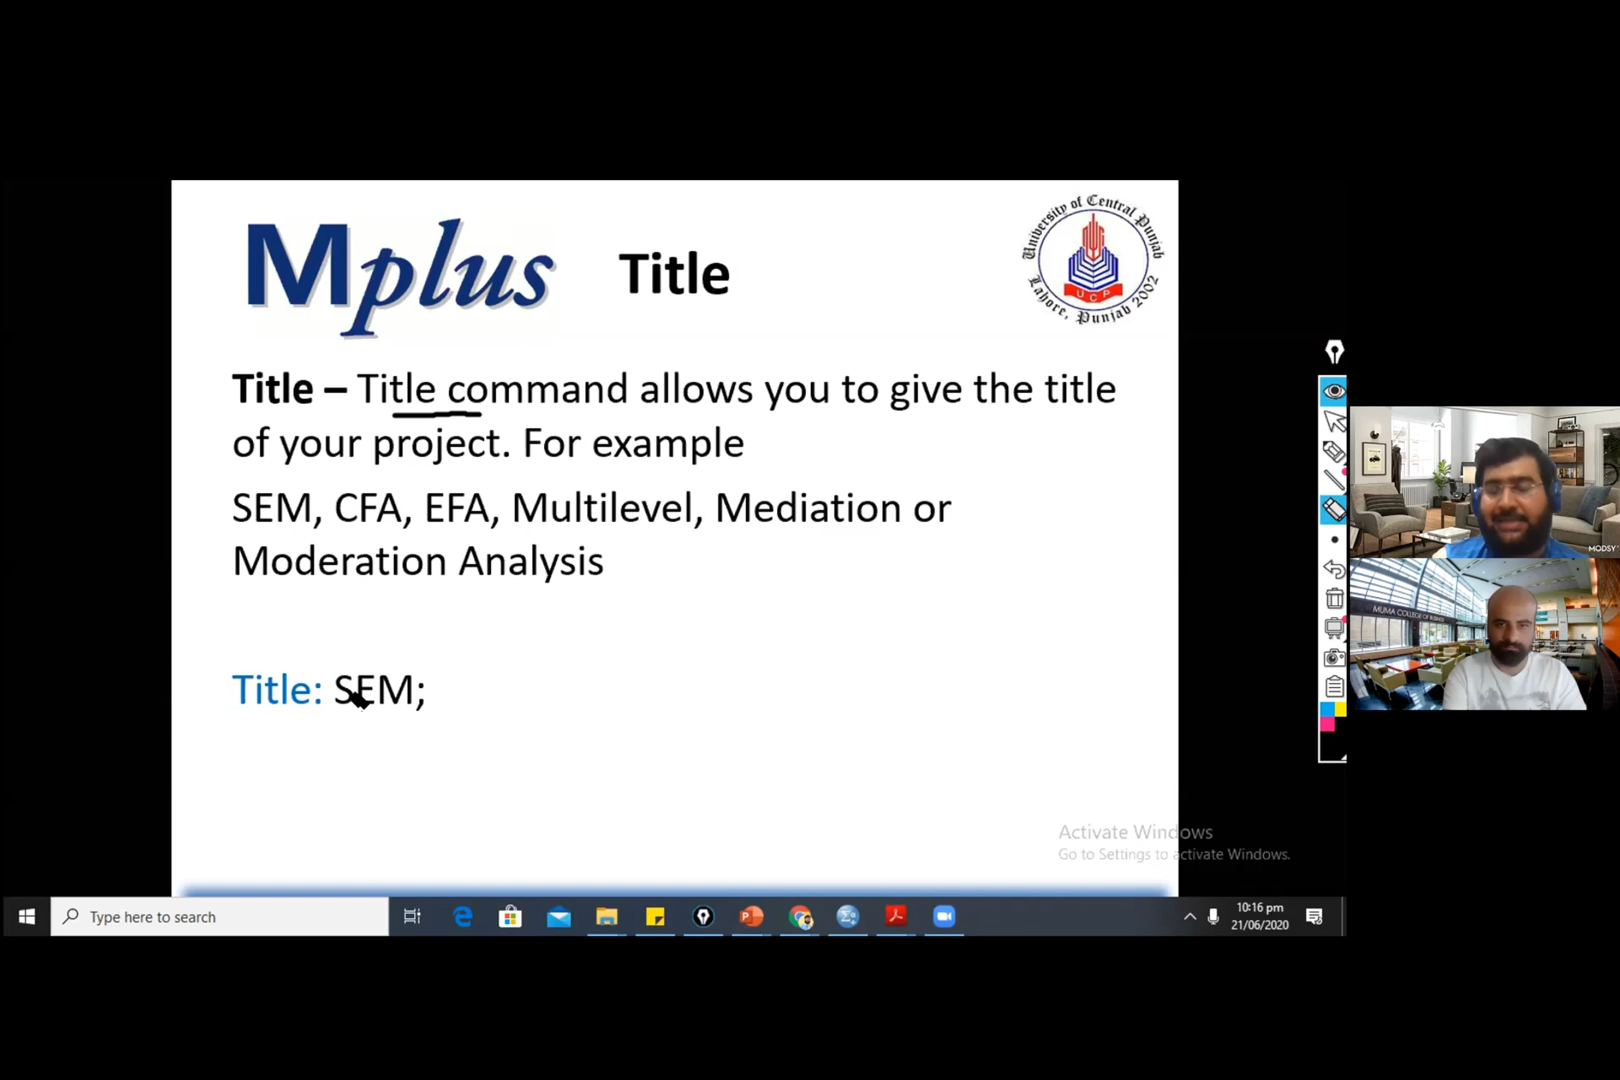 Mplus
Title
University of Central Punjab
UCP
Lahore, Punjab 2002
Title – Title command allows you to give the title
of your project. For example
SEM, CFA, EFA, Multilevel, Mediation or
Moderation Analysis
Title: SEM;
MODSY
MUMA COLLEGE OF BUSINESS
Activate Windows
Go to Settings to activate Windows.
Type here to search
10:16 pm
21/06/2020